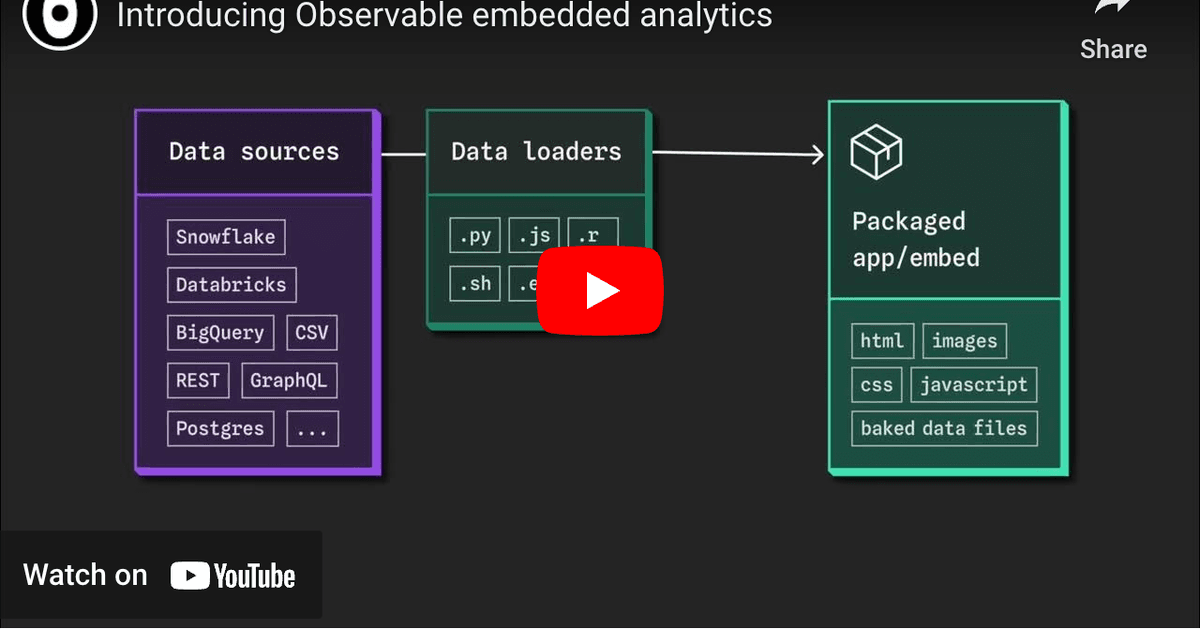 Introducing Observable embedded analytics
Share
Data sources
Snowflake
Databricks
BigQuery CSV
REST GraphQL
Postgres ...
Data loaders
.py .js .r
.sh
Packaged
app/embed
html images
css javascript
baked data files
Watch on YouTube